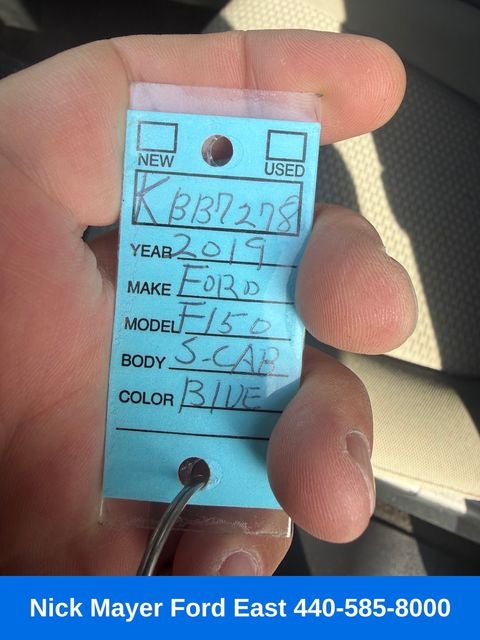 NEW USED
KBB7278
YEAR 2019
MAKE FORD
MODEL F150
BODY S-CAB
COLOR BLUE
Nick Mayer Ford East 440-585-8000